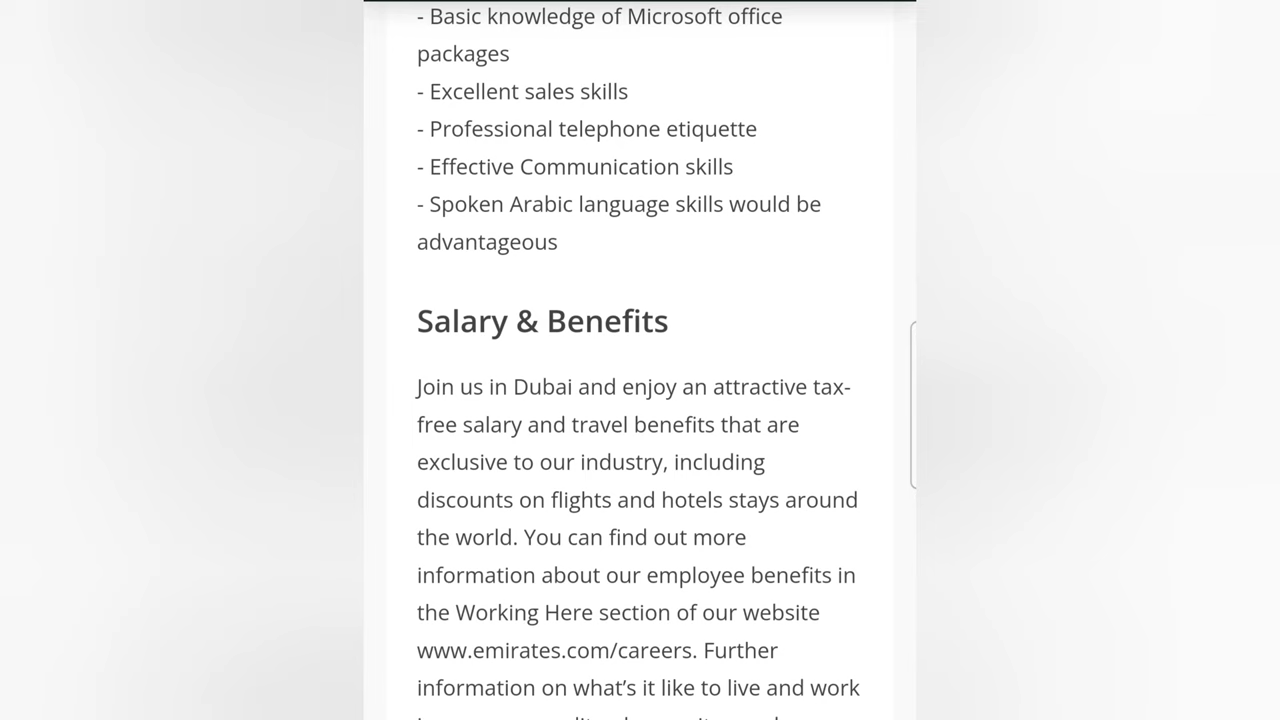 - Basic knowledge of Microsoft office
packages
- Excellent sales skills
- Professional telephone etiquette
- Effective Communication skills
- Spoken Arabic language skills would be
advantageous
Salary & Benefits
Join us in Dubai and enjoy an attractive tax-
free salary and travel benefits that are
exclusive to our industry, including
discounts on flights and hotels stays around
the world. You can find out more
information about our employee benefits in
the Working Here section of our website
www.emirates.com/careers. Further
information on what’s it like to live and work